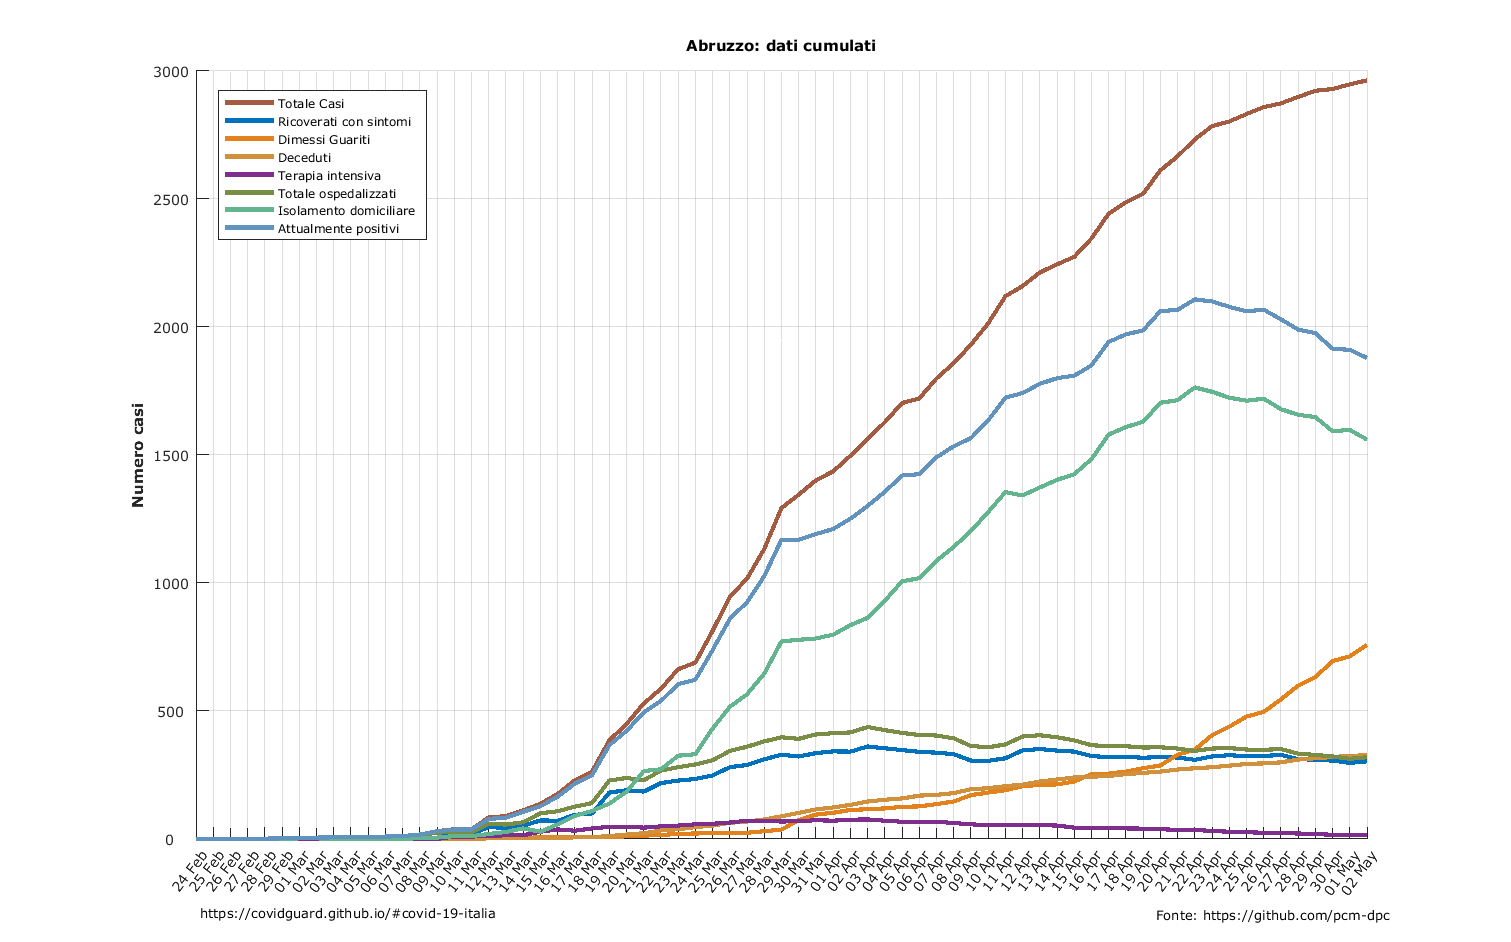 Abruzzo: dati cumulati
3000
2500
2000
1500
1000
500
0
Numero casi
Totale Casi
Ricoverati con sintomi
Dimessi Guariti
Deceduti
Terapia intensiva
Totale ospedalizzati
Isolamento domiciliare
Attualmente positivi
24 Feb
25 Feb
26 Feb
27 Feb
28 Feb
29 Feb
01 Mar
02 Mar
03 Mar
04 Mar
05 Mar
06 Mar
07 Mar
08 Mar
09 Mar
10 Mar
11 Mar
12 Mar
13 Mar
14 Mar
15 Mar
16 Mar
17 Mar
18 Mar
19 Mar
20 Mar
21 Mar
22 Mar
23 Mar
24 Mar
25 Mar
26 Mar
27 Mar
28 Mar
29 Mar
30 Mar
31 Mar
01 Apr
02 Apr
03 Apr
04 Apr
05 Apr
06 Apr
07 Apr
08 Apr
09 Apr
10 Apr
11 Apr
12 Apr
13 Apr
14 Apr
15 Apr
16 Apr
17 Apr
18 Apr
19 Apr
20 Apr
21 Apr
22 Apr
23 Apr
24 Apr
25 Apr
26 Apr
27 Apr
28 Apr
29 Apr
30 Apr
01 May
02 May
https://covidguard.github.io/#covid-19-italia
Fonte: https://github.com/pcm-dpc